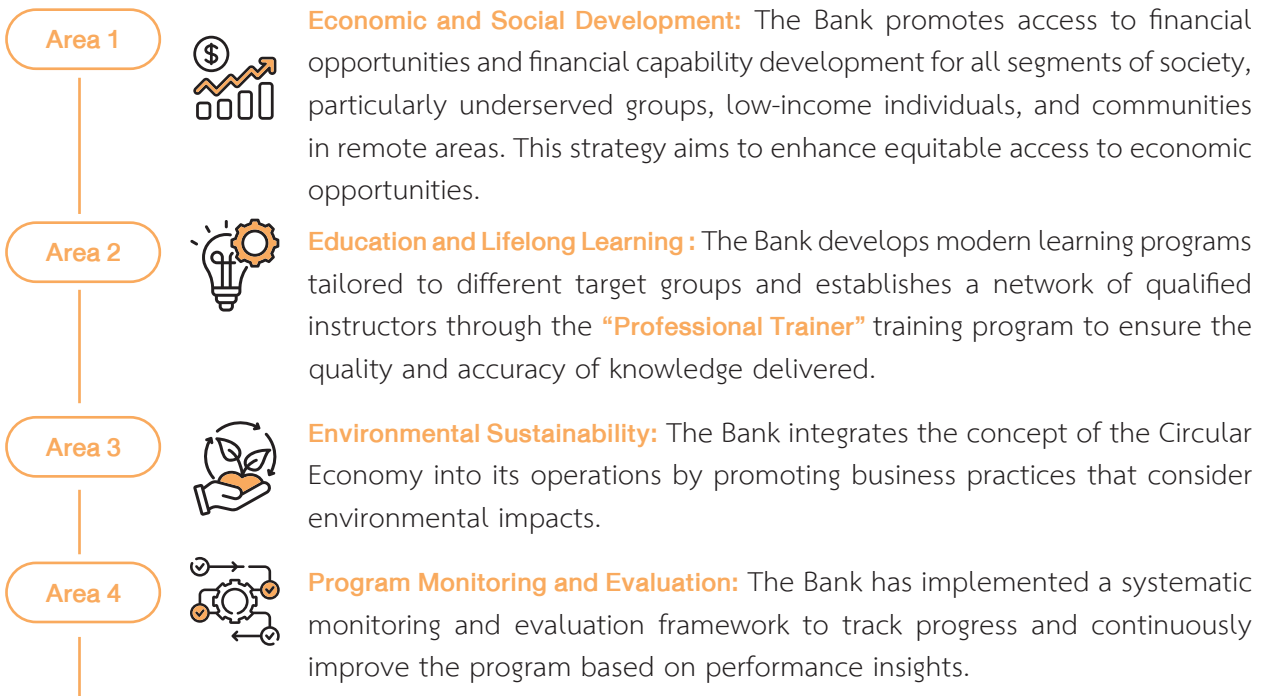 Area 1
Economic and Social Development: The Bank promotes access to financial
opportunities and financial capability development for all segments of society,
particularly underserved groups, low-income individuals, and communities
in remote areas. This strategy aims to enhance equitable access to economic
opportunities.
Area 2
Education and Lifelong Learning : The Bank develops modern learning programs
tailored to different target groups and establishes a network of qualified
instructors through the “Professional Trainer” training program to ensure the
quality and accuracy of knowledge delivered.
Area 3
Environmental Sustainability: The Bank integrates the concept of the Circular
Economy into its operations by promoting business practices that consider
environmental impacts.
Area 4
Program Monitoring and Evaluation: The Bank has implemented a systematic
monitoring and evaluation framework to track progress and continuously
improve the program based on performance insights.